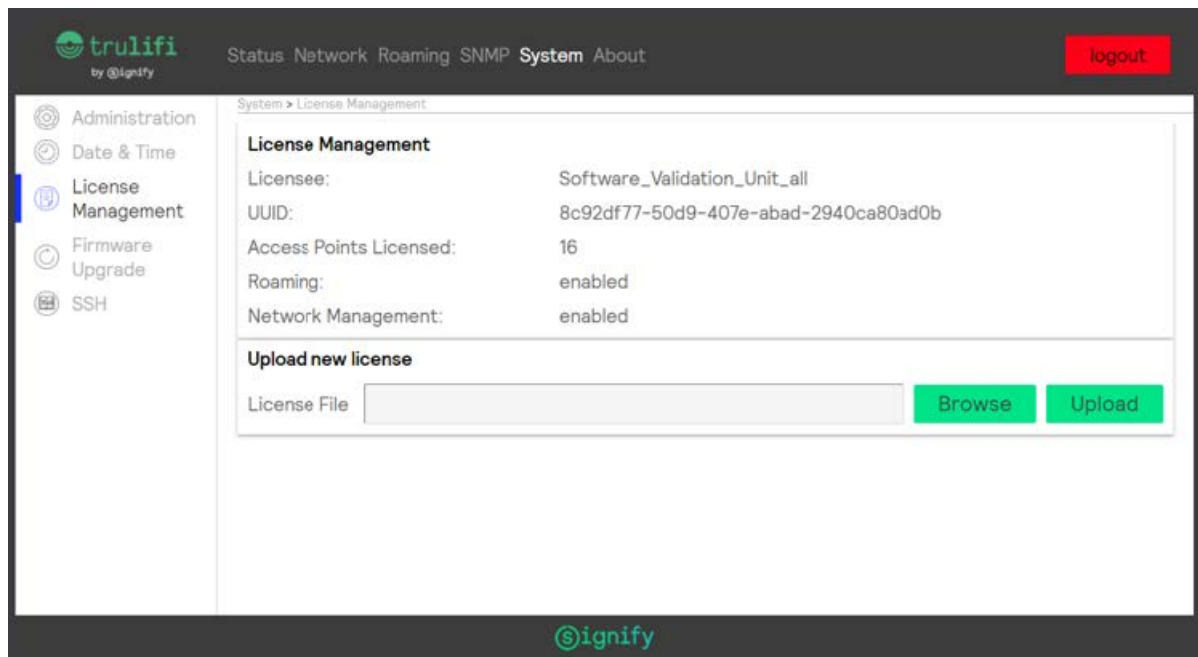 trulifi
by Signify
Status Network Roaming SNMP System About
logout
Administration
Date & Time
License
Management
Firmware
Upgrade
SSH
System > License Management
License Management
Licensee: Software_Validation_Unit_all
UUID: 8c92df77-50d9-407e-abad-2940ca80ad0b
Access Points Licensed: 16
Roaming: enabled
Network Management: enabled
Upload new license
License File Browse Upload
Signify